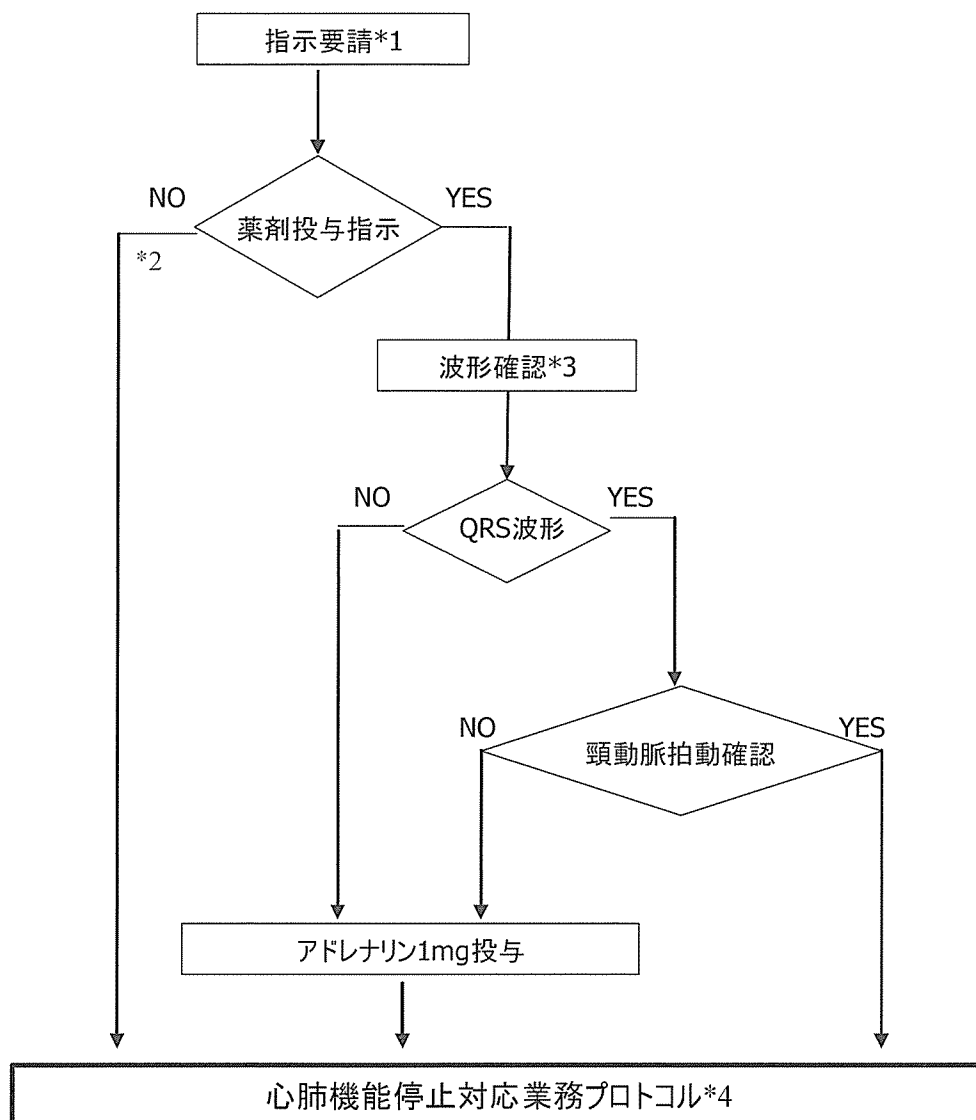 指示要請*1
NO
YES
薬剤投与指示
*2
波形確認*3
NO
YES
QRS波形
NO
YES
頸動脈拍動確認
アドレナリン1mg投与
心肺機能停止対応業務プロトコル*4